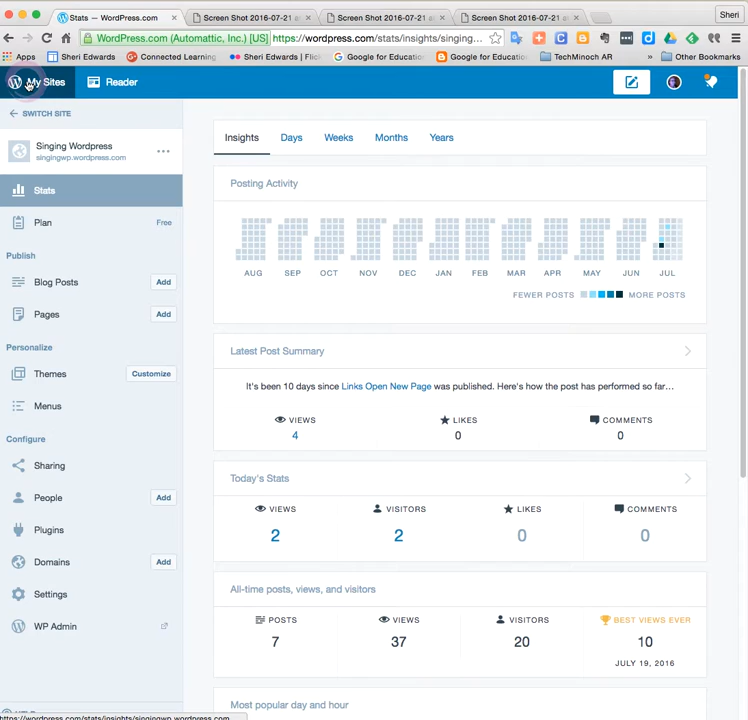 Stats — WordPress.com
Screen Shot 2016-07-21 a
Screen Shot 2016-07-21 a
Screen Shot 2016-07-21 a
Sheri
WordPress.com (Automattic, Inc.) [US]
https://wordpress.com/stats/insights/singing…
Apps
Sheri Edwards
Connected Learning
Sheri Edwards | Flic
Google for Educatio
Google for Educatio
TechMinoch AR
»
Other Bookmarks
My Sites
Reader
SWITCH SITE
Singing Wordpress
singingwp.wordpress.com
Stats
Plan
Free
Publish
Blog Posts
Add
Pages
Add
Personalize
Themes
Customize
Menus
Configure
Sharing
People
Add
Plugins
Domains
Add
Settings
WP Admin
Insights
Days
Weeks
Months
Years
Posting Activity
AUG SEP OCT NOV DEC JAN FEB MAR APR MAY JUN JUL
FEWER POSTS
MORE POSTS
Latest Post Summary
It's been 10 days since Links Open New Page was published. Here's how the post has performed so far…
VIEWS LIKES COMMENTS
4 0 0
Today's Stats
VIEWS VISITORS LIKES COMMENTS
2 2 0 0
All-time posts, views, and visitors
POSTS VIEWS VISITORS BEST VIEWS EVER
7 37 20 10
JULY 19, 2016
Most popular day and hour
https://wordpress.com/stats/insights/singingwp.wordpress.com